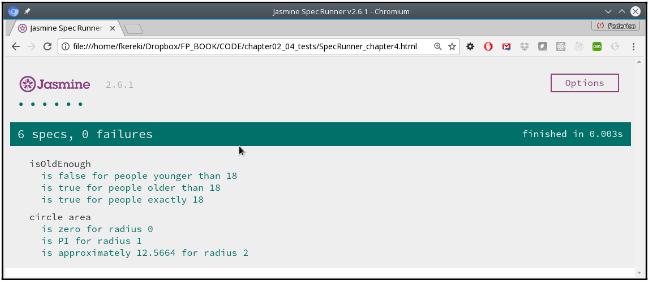 Jasmine Spec Runner v2.6.1 - Chromium
Jasmine Spec Runner v2.6.1
file:///home/fkereki/Dropbox/FP_BOOK/CODE/chapter02_04_tests/SpecRunner_chapter4.html
Jasmine 2.6.1
Options
6 specs, 0 failures
finished in 0.003s
isOldEnough
is false for people younger than 18
is true for people older than 18
is true for people exactly 18
circle area
is zero for radius 0
is PI for radius 1
is approximately 12.5664 for radius 2